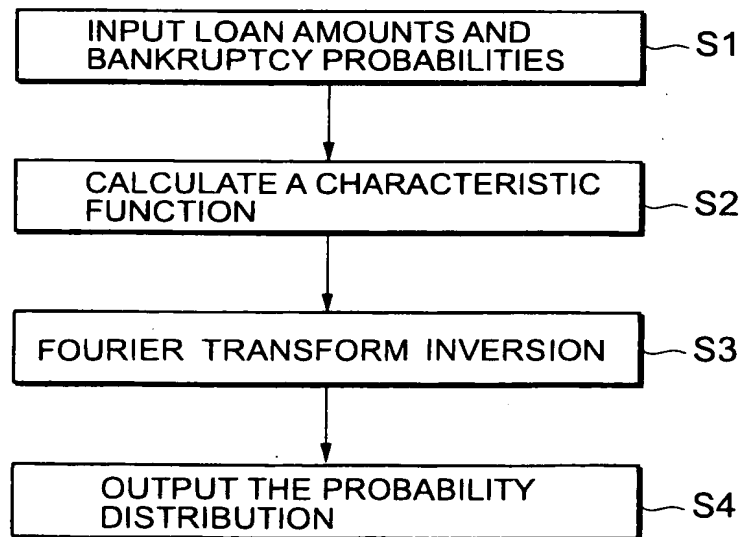 INPUT LOAN AMOUNTS AND
BANKRUPTCY PROBABILITIES
S1
CALCULATE A CHARACTERISTIC
FUNCTION
S2
FOURIER TRANSFORM INVERSION
S3
OUTPUT THE PROBABILITY
DISTRIBUTION
S4